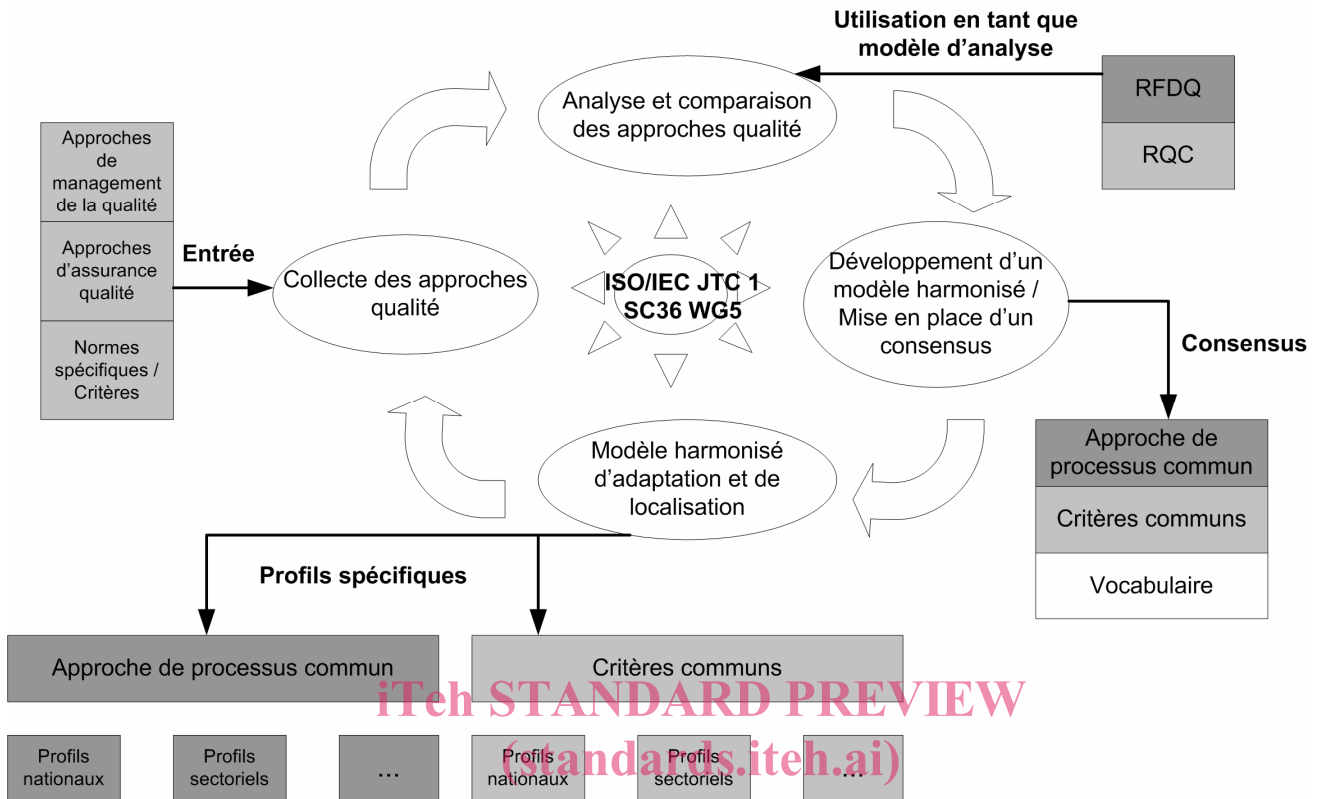 Utilisation en tant que
modèle d’analyse
RFDQ
RQC
Analyse et comparaison
des approches qualité
Approches
de
management
de la qualité
Approches
d’assurance
qualité
Normes
spécifiques /
Critères
Entrée
Collecte des approches
qualité
ISO/IEC JTC 1
SC36 WG5
Développement d’un
modèle harmonisé /
Mise en place d’un
consensus
Consensus
Approche de
processus commun
Critères communs
Vocabulaire
Modèle harmonisé
d’adaptation et de
localisation
Profils spécifiques
Approche de processus commun
Critères communs
iTeh STANDARD PREVIEW
(standards.iteh.ai)
Profils
nationaux
Profils
sectoriels
...
Profils
nationaux
Profils
sectoriels
...